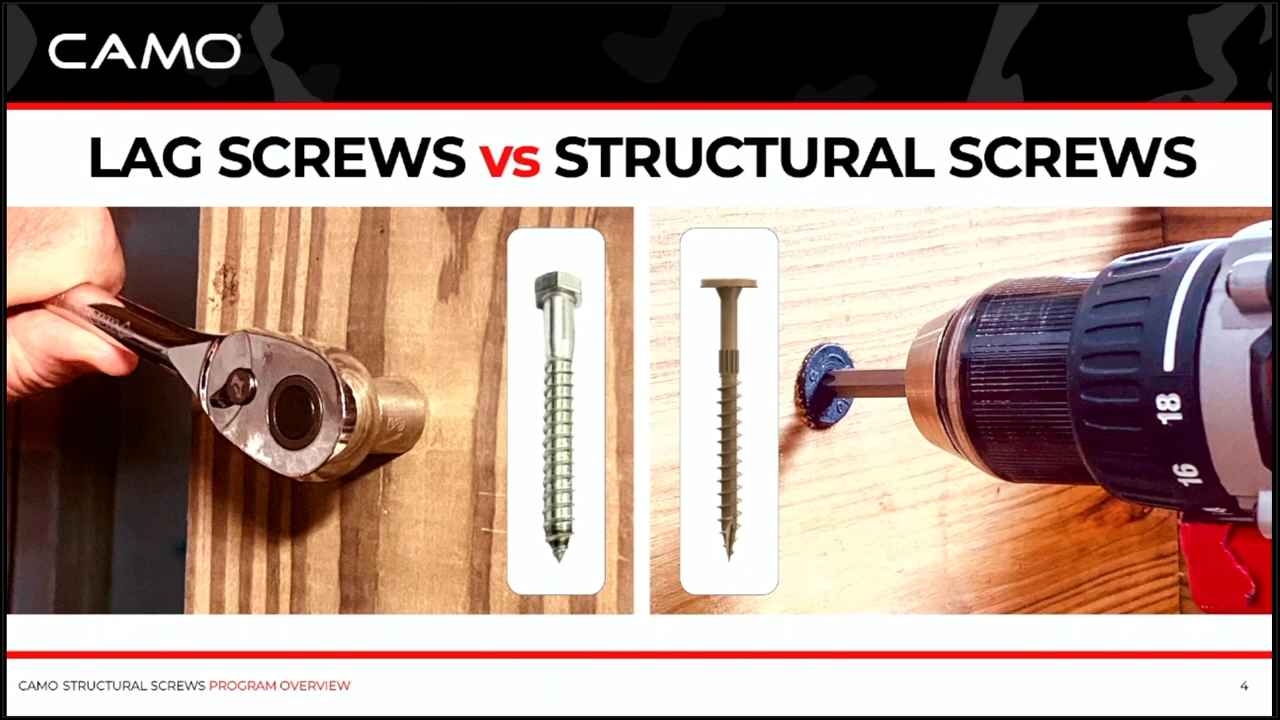 CAMO
LAG SCREWS vs STRUCTURAL SCREWS
18
16
CAMO STRUCTURAL SCREWS PROGRAM OVERVIEW
4